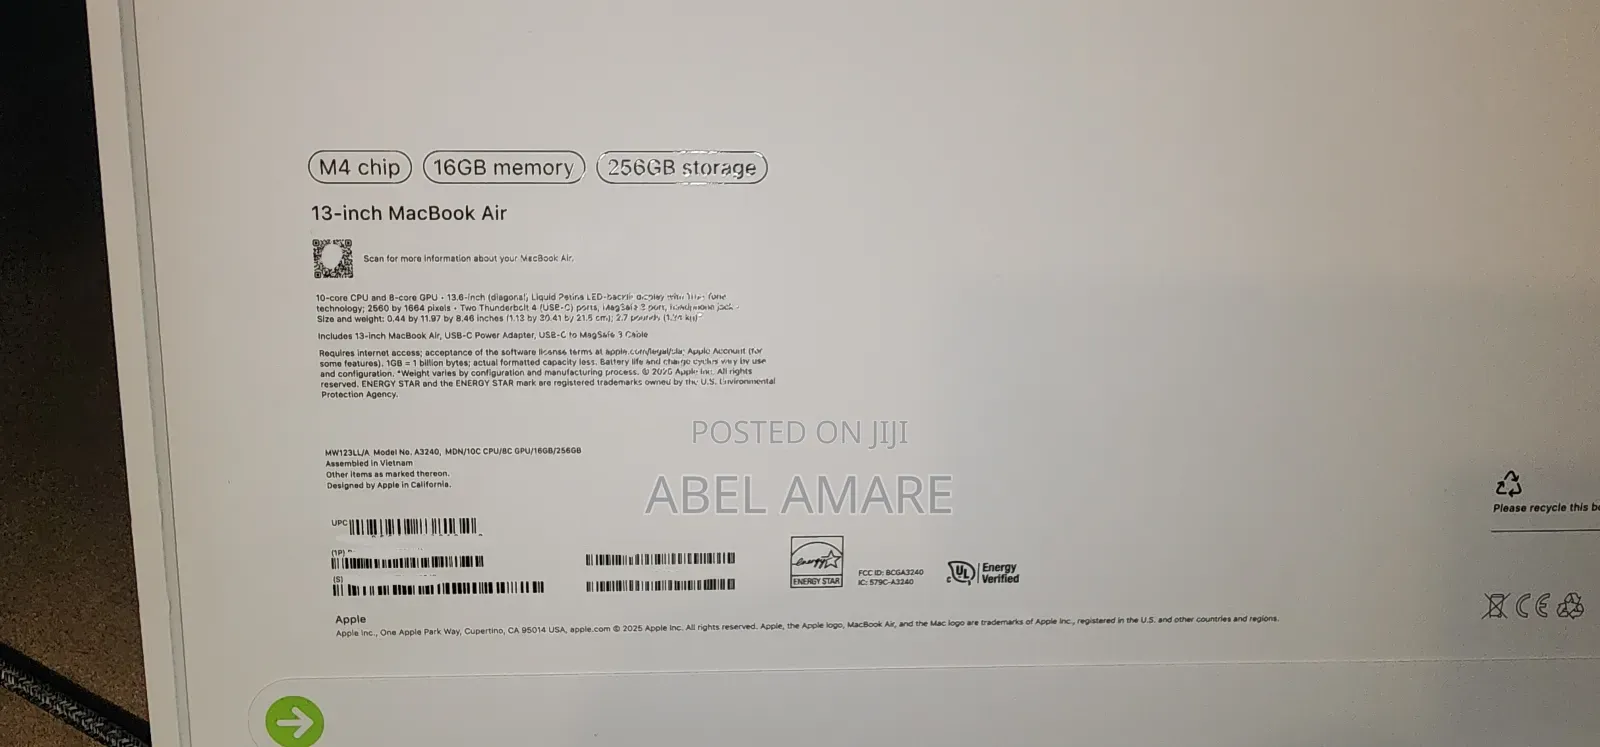 M4 chip 16GB memory 256GB storage
13-inch MacBook Air
Scan for more information about your MacBook Air.
10-core CPU and 8-core GPU • 13.6-inch (diagonal) Liquid Retina LED-backlit display with True Tone
technology; 2560 by 1664 pixels • Two Thunderbolt 4 (USB-C) ports, MagSafe 3 port, headphone jack
Size and weight: 0.44 by 11.97 by 8.46 inches (1.13 by 30.41 by 21.5 cm); 2.7 pounds (1.24 kg)*
Includes 13-inch MacBook Air, USB-C Power Adapter, USB-C to MagSafe 3 Cable
Requires internet access; acceptance of the software license terms at apple.com/legal/sla; Apple Account (for
some features). 1GB = 1 billion bytes; actual formatted capacity less. Battery life and charge cycles vary by use
and configuration. *Weight varies by configuration and manufacturing process. © 2025 Apple Inc. All rights
reserved. ENERGY STAR and the ENERGY STAR mark are registered trademarks owned by the U.S. Environmental
Protection Agency.
POSTED ON JIJI
ABEL AMARE
MW123LL/A Model No. A3240, MDN/10C CPU/8C GPU/16GB/256GB
Assembled in Vietnam
Other items as marked thereon.
Designed by Apple in California.
UPC
(1P)
(S)
energy
ENERGY STAR
FCC ID: BCGA3240
IC: 579C-A3240
c UL Energy
Verified
Please recycle this
CE
Apple
Apple Inc., One Apple Park Way, Cupertino, CA 95014 USA, apple.com © 2025 Apple Inc. All rights reserved. Apple, the Apple logo, MacBook Air, and the Mac logo are trademarks of Apple Inc., registered in the U.S. and other countries and regions.